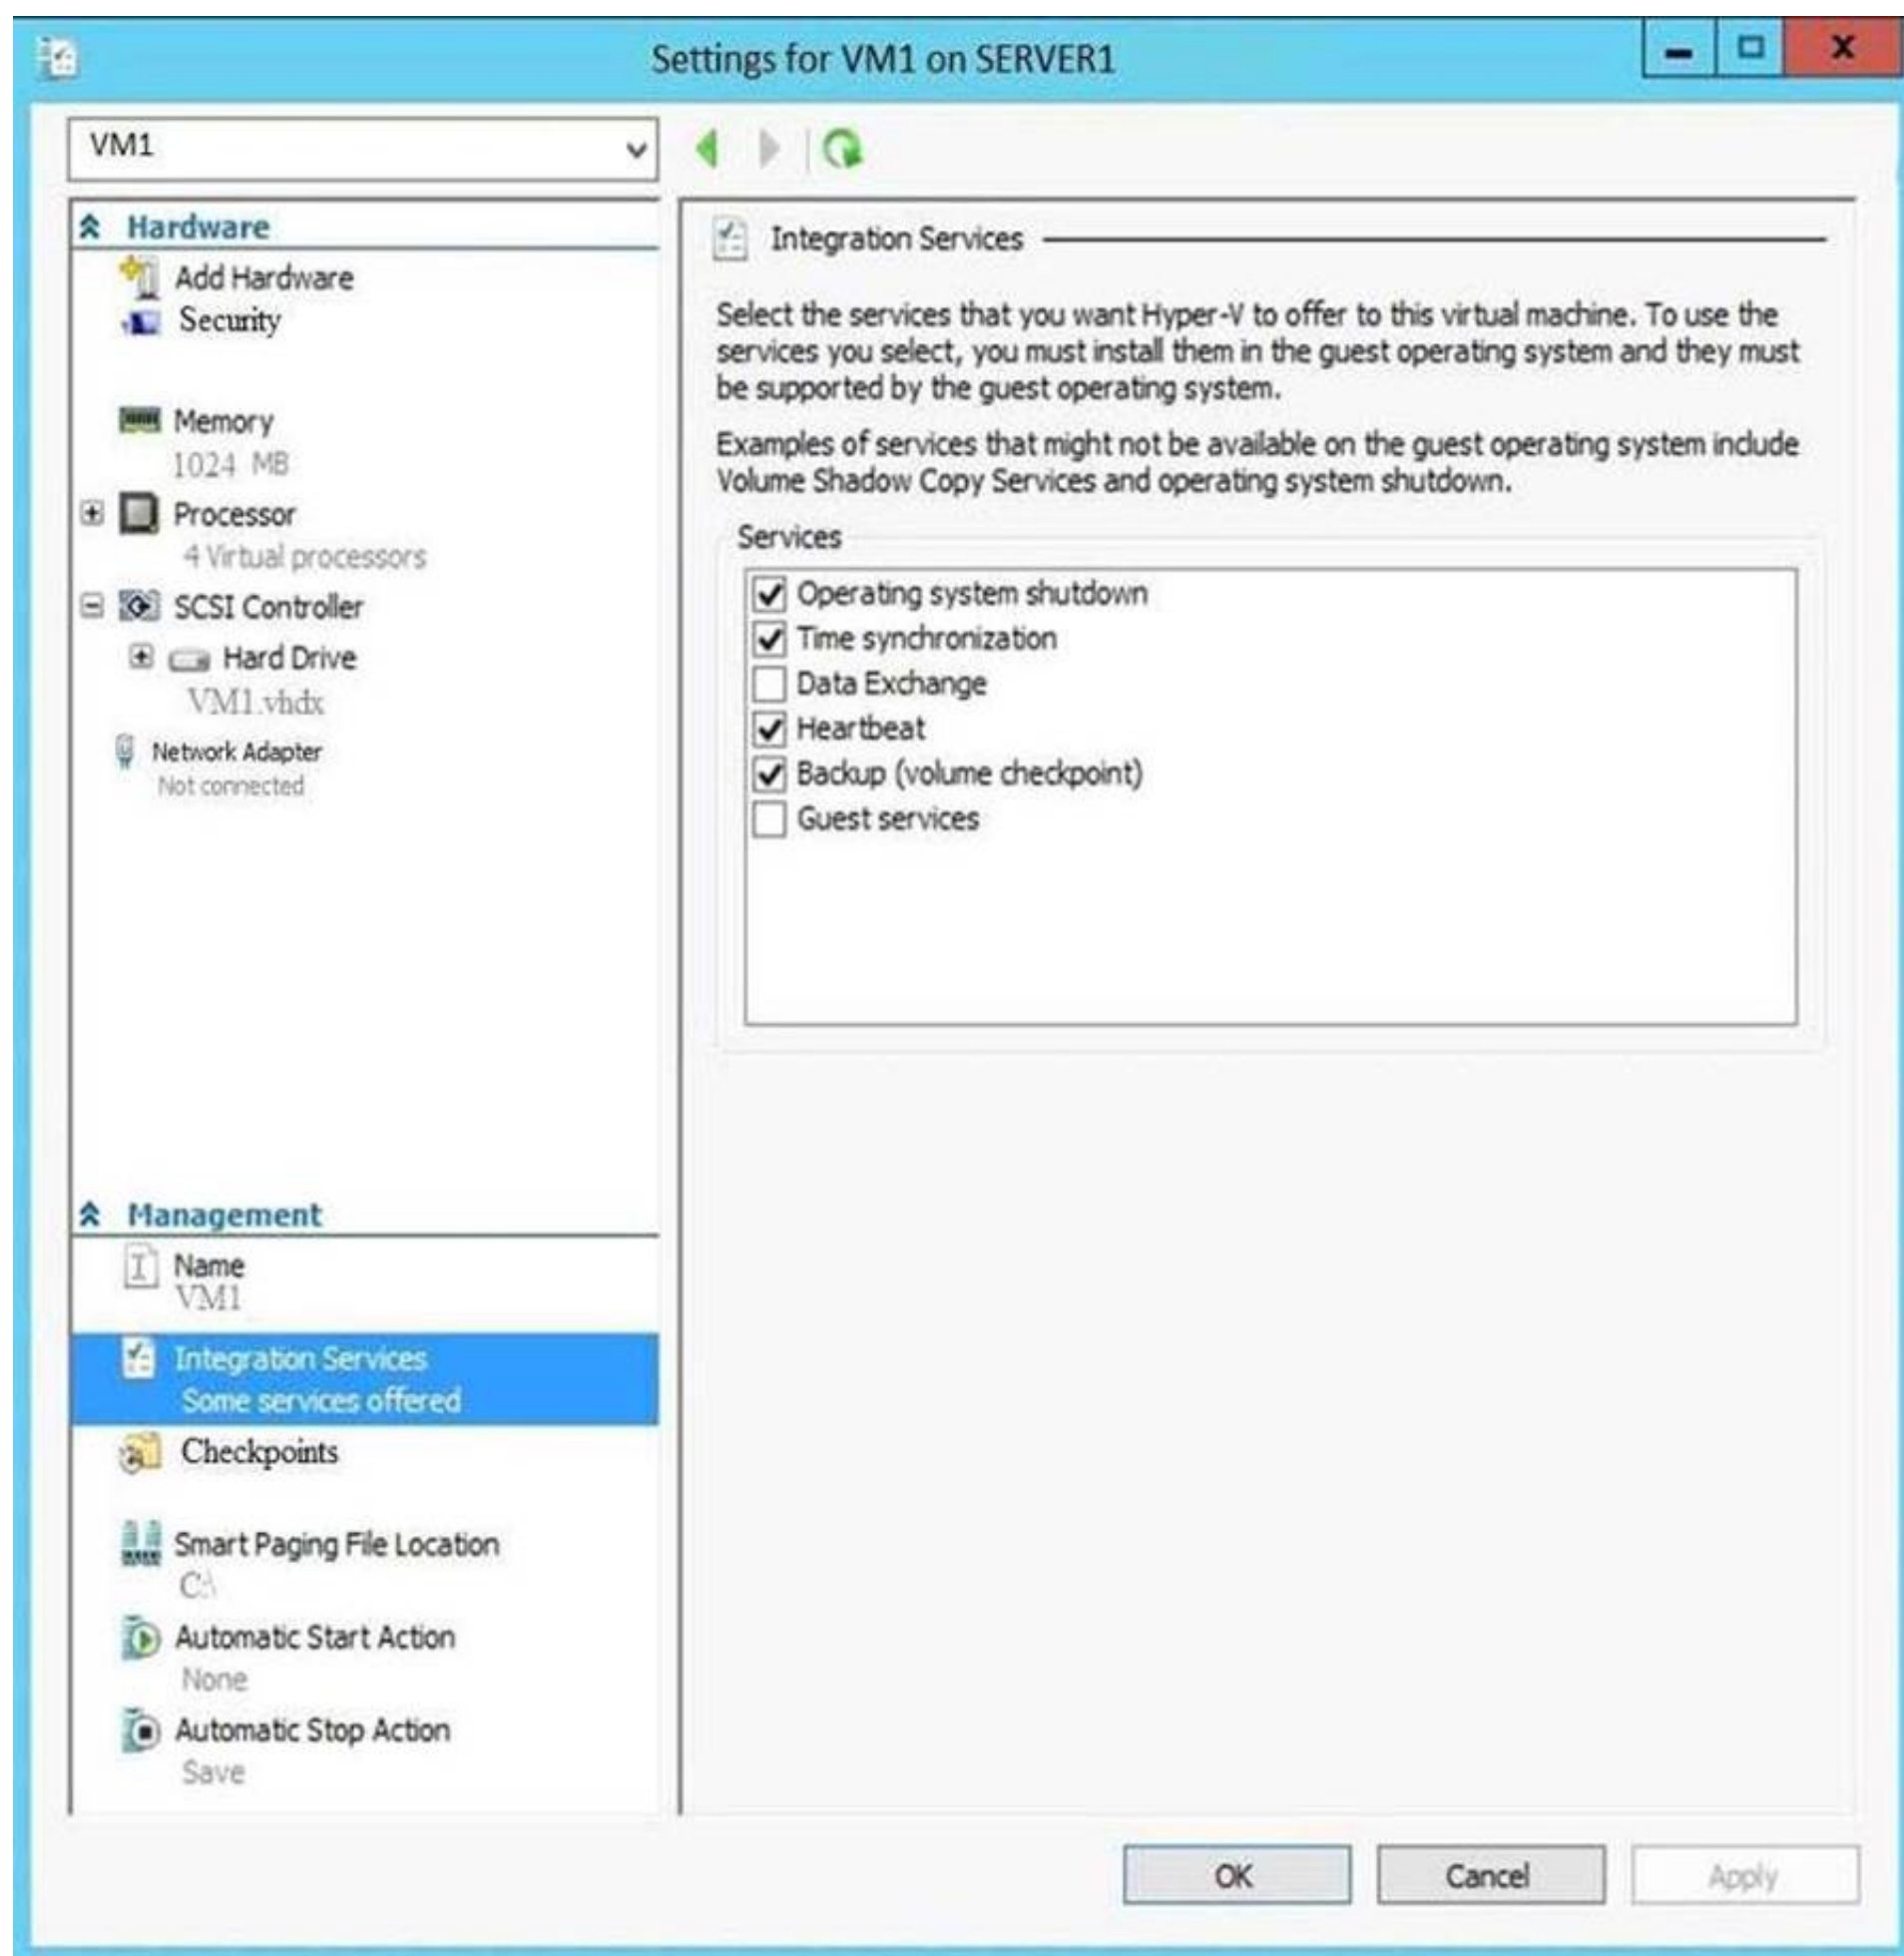 Settings for VM1 on SERVER1
VM1
Hardware
Add Hardware
Security
Memory
1024 MB
Processor
4 Virtual processors
SCSI Controller
Hard Drive
VM1.vhdx
Network Adapter
Not connected
Management
Name
VM1
Integration Services
Some services offered
Checkpoints
Smart Paging File Location
C:\
Automatic Start Action
None
Automatic Stop Action
Save
Integration Services
Select the services that you want Hyper-V to offer to this virtual machine. To use the
services you select, you must install them in the guest operating system and they must
be supported by the guest operating system.
Examples of services that might not be available on the guest operating system include
Volume Shadow Copy Services and operating system shutdown.
Services
Operating system shutdown
Time synchronization
Data Exchange
Heartbeat
Backup (volume checkpoint)
Guest services
OK
Cancel
Apply